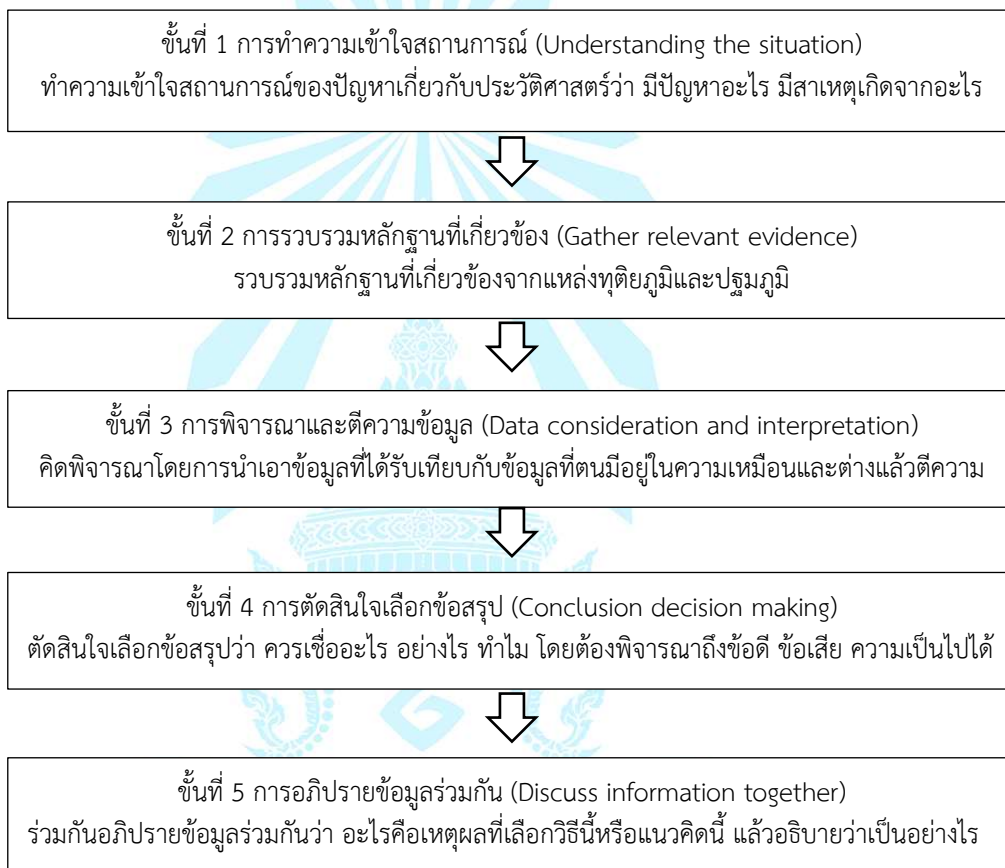 ขั้นที่ 1 การทำความเข้าใจสถานการณ์ (Understanding the situation)
ทำความเข้าใจสถานการณ์ของปัญหาเกี่ยวกับประวัติศาสตร์ว่า มีปัญหาอะไร มีสาเหตุเกิดจากอะไร
ขั้นที่ 2 การรวบรวมหลักฐานที่เกี่ยวข้อง (Gather relevant evidence)
รวบรวมหลักฐานที่เกี่ยวข้องจากแหล่งทุติยภูมิและปฐมภูมิ
ขั้นที่ 3 การพิจารณาและตีความข้อมูล (Data consideration and interpretation)
คิดพิจารณาโดยการนำเอาข้อมูลที่ได้รับเทียบกับข้อมูลที่ตนมีอยู่ในความเหมือนและต่างแล้วตีความ
ขั้นที่ 4 การตัดสินใจเลือกข้อสรุป (Conclusion decision making)
ตัดสินใจเลือกข้อสรุปว่า ควรเชื่ออะไร อย่างไร ทำไม โดยต้องพิจารณาถึงข้อดี ข้อเสีย ความเป็นไปได้
ขั้นที่ 5 การอภิปรายข้อมูลร่วมกัน (Discuss information together)
ร่วมกันอภิปรายข้อมูลร่วมกันว่า อะไรคือเหตุผลที่เลือกวิธีนี้หรือแนวคิดนี้ แล้วอธิบายว่าเป็นอย่างไร